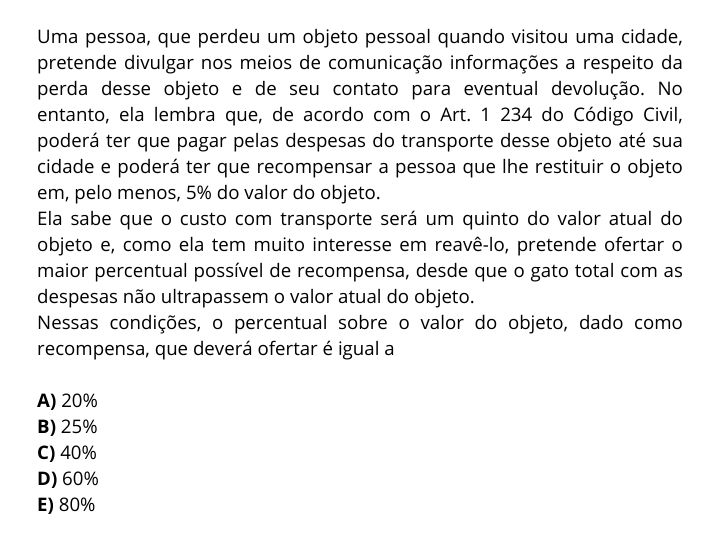 Uma pessoa, que perdeu um objeto pessoal quando visitou uma cidade,
pretende divulgar nos meios de comunicação informações a respeito da
perda desse objeto e de seu contato para eventual devolução. No
entanto, ela lembra que, de acordo com o Art. 1 234 do Código Civil,
poderá ter que pagar pelas despesas do transporte desse objeto até sua
cidade e poderá ter que recompensar a pessoa que lhe restituir o objeto
em, pelo menos, 5% do valor do objeto.
Ela sabe que o custo com transporte será um quinto do valor atual do
objeto e, como ela tem muito interesse em reavê-lo, pretende ofertar o
maior percentual possível de recompensa, desde que o gato total com as
despesas não ultrapassem o valor atual do objeto.
Nessas condições, o percentual sobre o valor do objeto, dado como
recompensa, que deverá ofertar é igual a
A) 20%
B) 25%
C) 40%
D) 60%
E) 80%